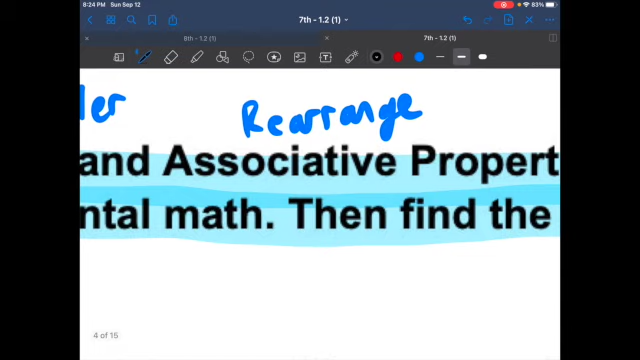 8:24 PM Sun Sep 12
83%
7th - 1.2 (1)
8th - 1.2 (1)
7th - 1.2 (1)
der
Rearrange
and Associative Propert
ntal math. Then find the
4 of 15